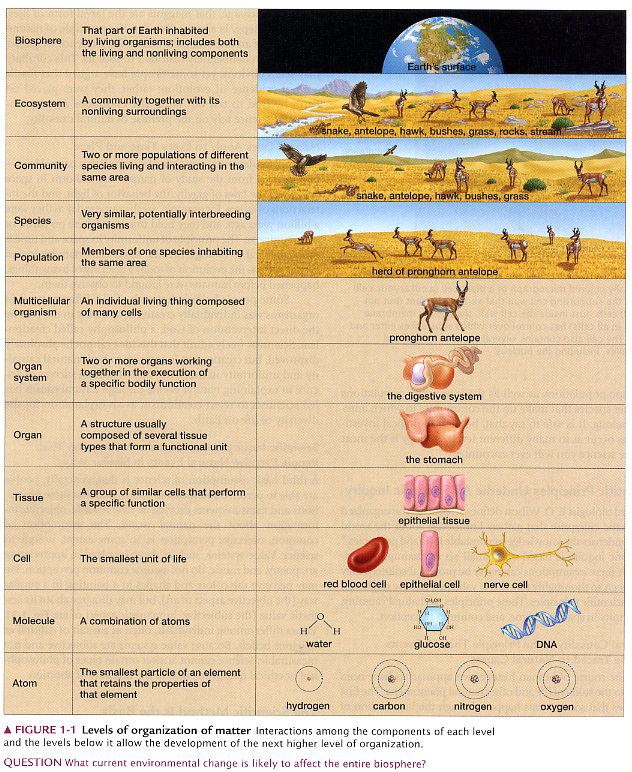 Biosphere
That part of Earth inhabited
by living organisms; includes both
the living and nonliving components
Earth's surface
Ecosystem
A community together with its
nonliving surroundings
snake, antelope, hawk, bushes, grass, rocks, stream
Community
Two or more populations of different
species living and interacting in the
same area
snake, antelope, hawk, bushes, grass
Species
Very similar, potentially interbreeding
organisms
Population
Members of one species inhabiting
the same area
herd of pronghorn antelope
Multicellular
organism
An individual living thing composed
of many cells
pronghorn antelope
Organ
system
Two or more organs working
together in the execution of
a specific bodily function
the digestive system
Organ
A structure usually
composed of several tissue
types that form a functional unit
the stomach
Tissue
A group of similar cells that perform
a specific function
epithelial tissue
Cell
The smallest unit of life
red blood cell epithelial cell nerve cell
Molecule
A combination of atoms
O
H H
CH₂OH
H O H
HO OH
H OH
water glucose DNA
Atom
The smallest particle of an element
that retains the properties of
that element
hydrogen carbon nitrogen oxygen
▲ FIGURE 1-1 Levels of organization of matter Interactions among the components of each level
and the levels below it allow the development of the next higher level of organization.
QUESTION What current environmental change is likely to affect the entire biosphere?